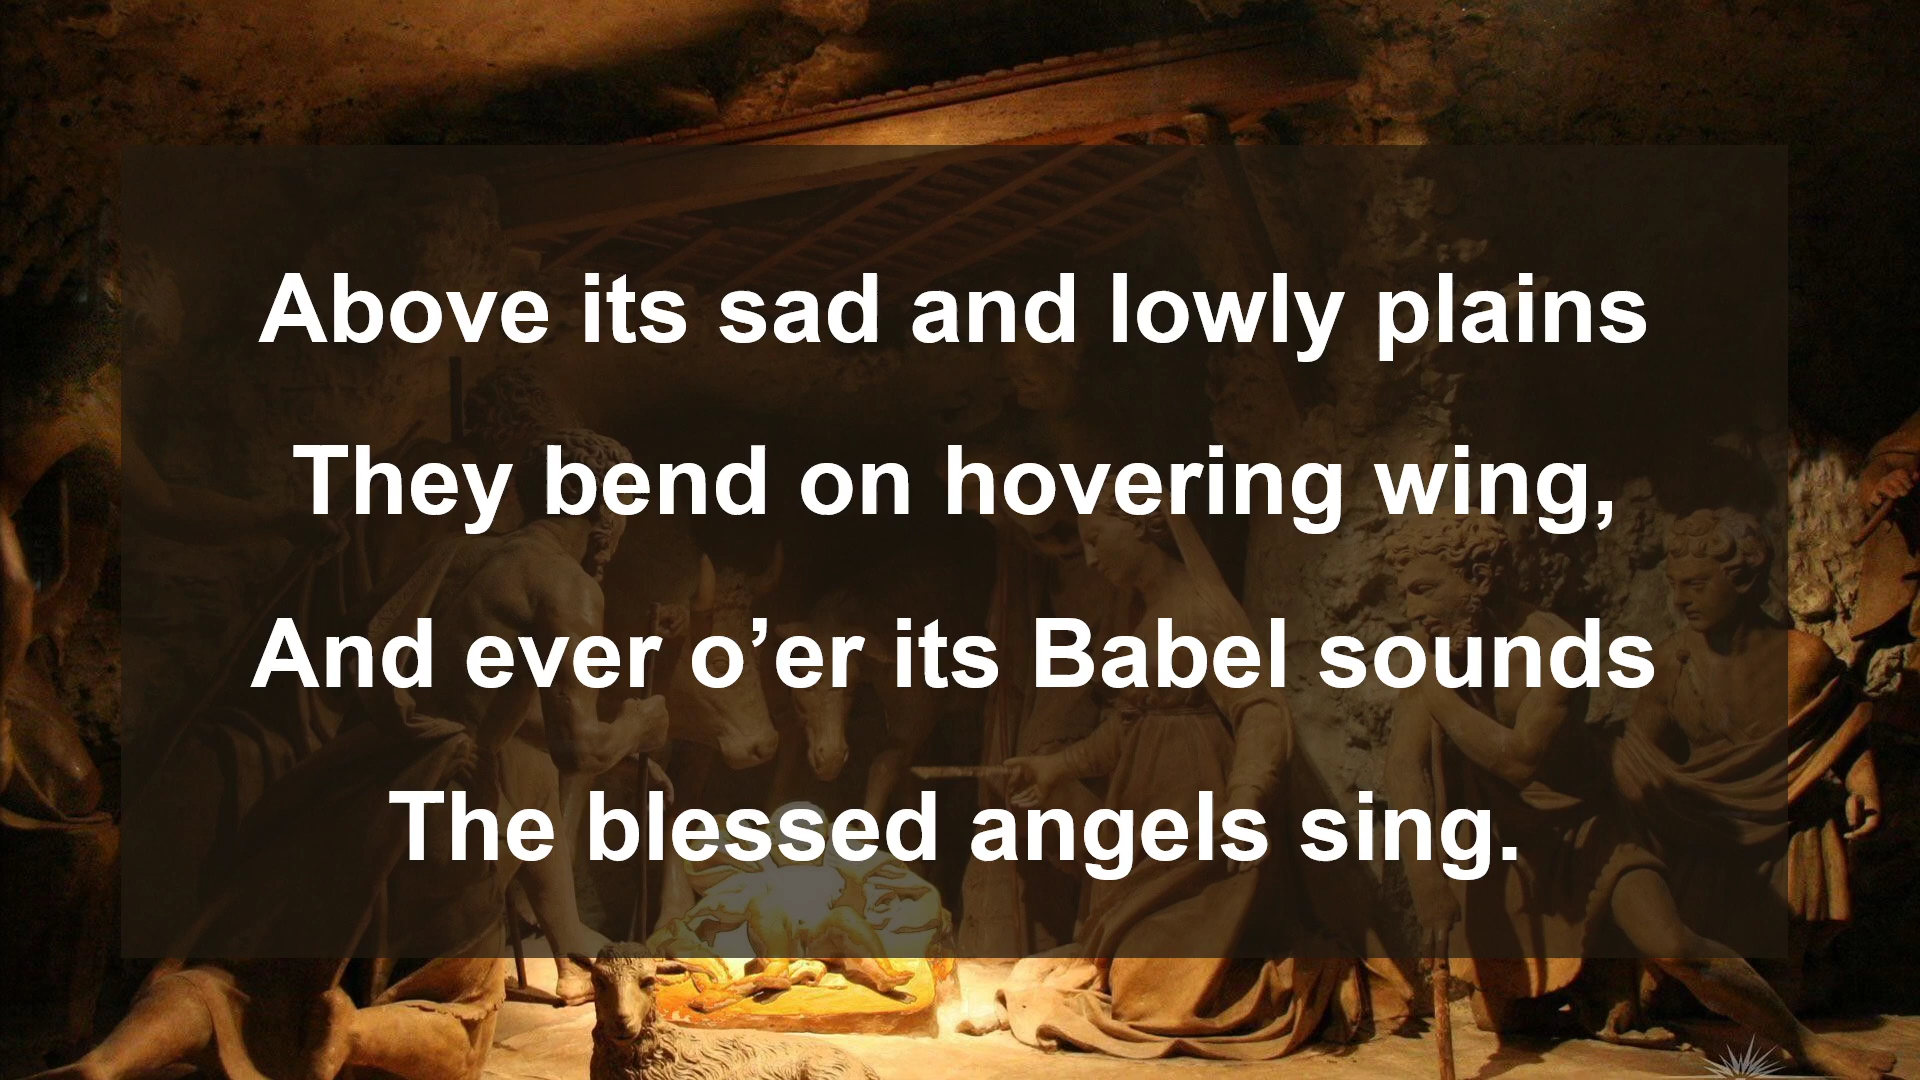 Above its sad and lowly plains
They bend on hovering wing,
And ever o’er its Babel sounds
The blessed angels sing.